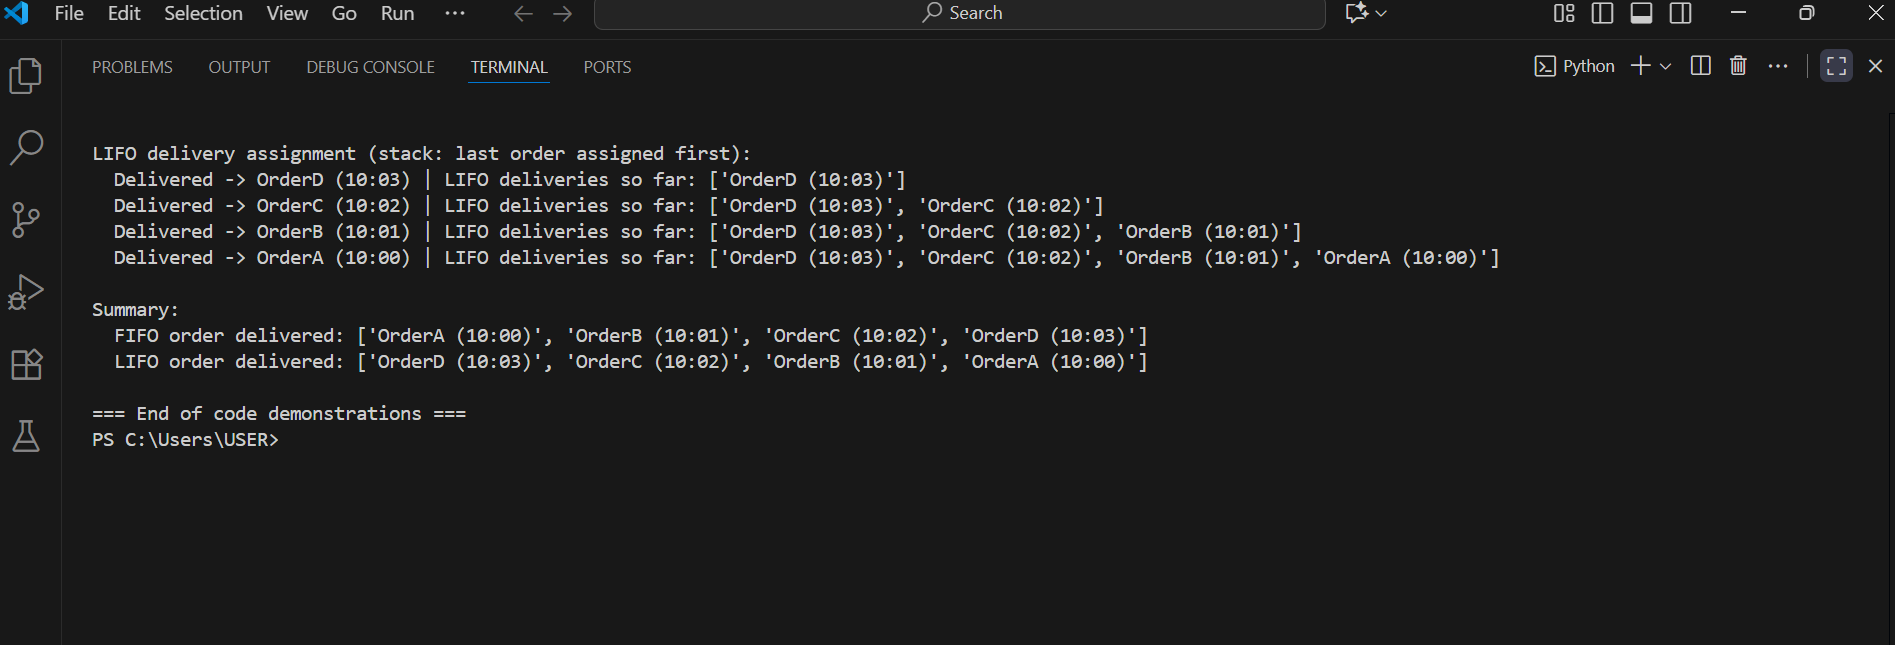 File Edit Selection View Go Run ··· Search
PROBLEMS OUTPUT DEBUG CONSOLE TERMINAL PORTS Python
LIFO delivery assignment (stack: last order assigned first):
  Delivered -> OrderD (10:03) | LIFO deliveries so far: ['OrderD (10:03)']
  Delivered -> OrderC (10:02) | LIFO deliveries so far: ['OrderD (10:03)', 'OrderC (10:02)']
  Delivered -> OrderB (10:01) | LIFO deliveries so far: ['OrderD (10:03)', 'OrderC (10:02)', 'OrderB (10:01)']
  Delivered -> OrderA (10:00) | LIFO deliveries so far: ['OrderD (10:03)', 'OrderC (10:02)', 'OrderB (10:01)', 'OrderA (10:00)']
Summary:
  FIFO order delivered: ['OrderA (10:00)', 'OrderB (10:01)', 'OrderC (10:02)', 'OrderD (10:03)']
  LIFO order delivered: ['OrderD (10:03)', 'OrderC (10:02)', 'OrderB (10:01)', 'OrderA (10:00)']
=== End of code demonstrations ===
PS C:\Users\USER>